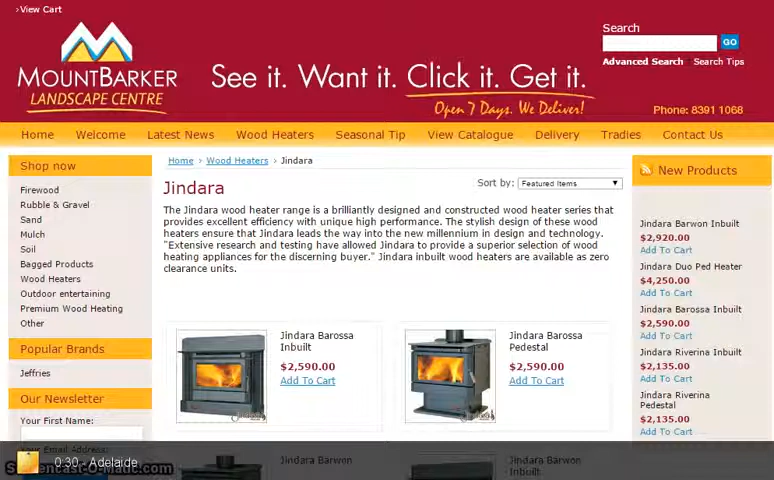 ›View Cart
Search
GO
Advanced Search
Search Tips
MOUNTBARKER
LANDSCAPE CENTRE
See it. Want it. Click it. Get it.
Open 7 Days. We Deliver!
Phone: 8391 1068
Home
Welcome
Latest News
Wood Heaters
Seasonal Tip
View Catalogue
Delivery
Tradies
Contact Us
Shop now
Firewood
Rubble & Gravel
Sand
Mulch
Soil
Bagged Products
Wood Heaters
Outdoor entertaining
Premium Wood Heating
Other
Popular Brands
Jeffries
Our Newsletter
Your First Name:
Your Email Address:
Home › Wood Heaters › Jindara
Jindara
Sort by: Featured Items
The Jindara wood heater range is a brilliantly designed and constructed wood heater series that
provides excellent efficiency with unique high performance. The stylish design of these wood
heaters ensure that Jindara leads the way into the new millennium in design and technology.
"Extensive research and testing have allowed Jindara to provide a superior selection of wood
heating appliances for the discerning buyer." Jindara inbuilt wood heaters are available as zero
clearance units.
Jindara Barossa
Inbuilt
$2,590.00
Add To Cart
Jindara Barossa
Pedestal
$2,590.00
Add To Cart
Jindara Barwon
Jindara Barwon
Inbuilt
New Products
Jindara Barwon Inbuilt
$2,920.00
Add To Cart
Jindara Duo Ped Heater
$4,250.00
Add To Cart
Jindara Barossa Inbuilt
$2,590.00
Add To Cart
Jindara Riverina Inbuilt
$2,135.00
Add To Cart
Jindara Riverina
Pedestal
$2,135.00
Add To Cart
0:30 - Adelaide
Screencast-O-Matic.com